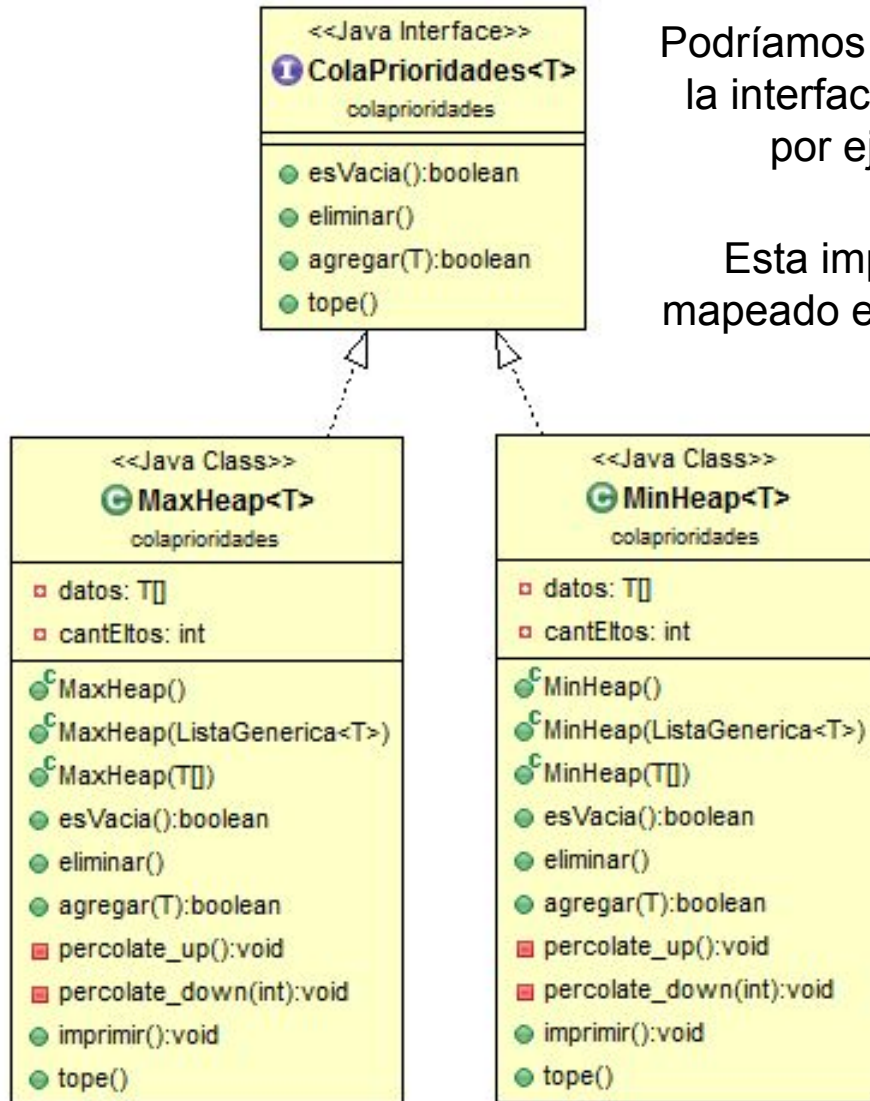 <<Java Interface>>
I ColaPrioridades<T>
colaprioridades
esVacia():boolean
eliminar()
agregar(T):boolean
tope()
Podríamos
la interfac
por ej
Esta imp
mapeado e
<<Java Class>>
C MaxHeap<T>
colaprioridades
datos: T[]
cantEltos: int
C MaxHeap()
C MaxHeap(ListaGenerica<T>)
C MaxHeap(T[])
esVacia():boolean
eliminar()
agregar(T):boolean
percolate_up():void
percolate_down(int):void
imprimir():void
tope()
<<Java Class>>
C MinHeap<T>
colaprioridades
datos: T[]
cantEltos: int
C MinHeap()
C MinHeap(ListaGenerica<T>)
C MinHeap(T[])
esVacia():boolean
eliminar()
agregar(T):boolean
percolate_up():void
percolate_down(int):void
imprimir():void
tope()